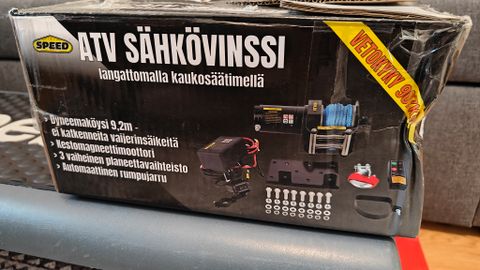 SPEED
ATV SÄHKÖVINSSI
langattomalla kaukosäätimellä
VETOKYKY
> Dyneemaköysi 9,2m -
ei katkenneita vaijerinsäikeitä
> Kestomagneettimoottori
> 3 vaiheinen planeettavaihteisto
> Automaattinen rumpujarru